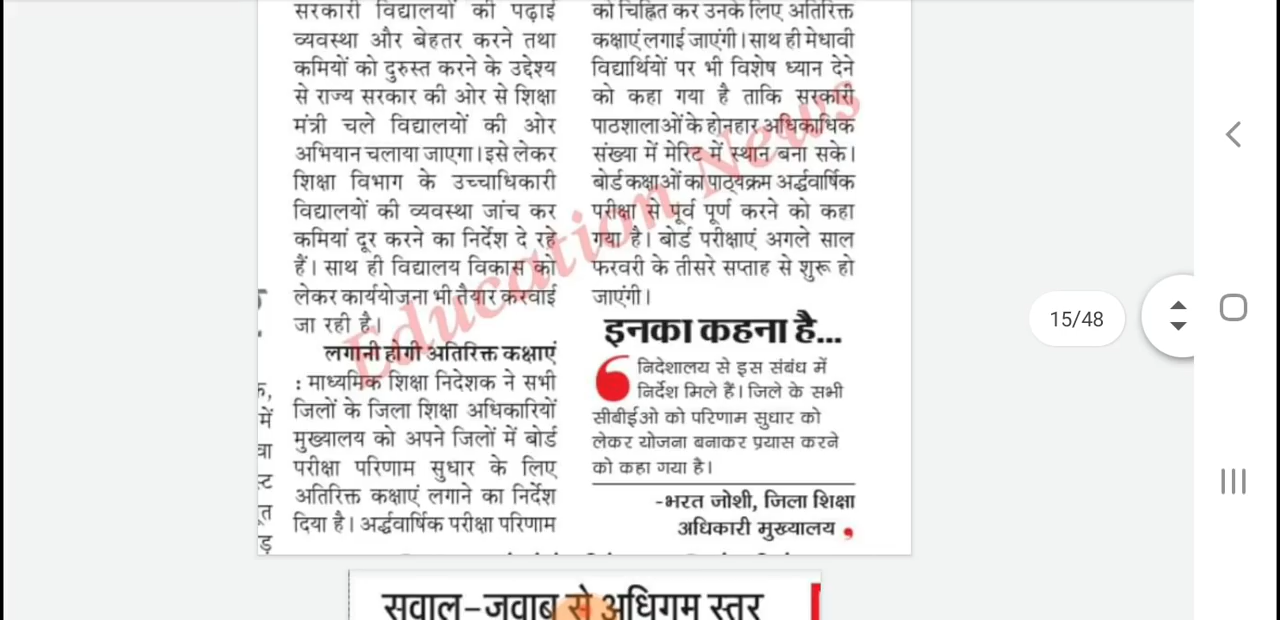 सरकारी विद्यालयों की पढ़ाई
व्यवस्था और बेहतर करने तथा
कमियों को दुरुस्त करने के उद्देश्य
से राज्य सरकार की ओर से शिक्षा
मंत्री चले विद्यालयों की ओर
अभियान चलाया जाएगा। इसे लेकर
शिक्षा विभाग के उच्चाधिकारी
विद्यालयों की व्यवस्था जांच कर
कमियां दूर करने का निर्देश दे रहे
हैं। साथ ही विद्यालय विकास को
लेकर कार्ययोजना भी तैयार करवाई
जा रही है।
लगानी होगी अतिरिक्त कक्षाएं
: माध्यमिक शिक्षा निदेशक ने सभी
जिलों के जिला शिक्षा अधिकारियों
मुख्यालय को अपने जिलों में बोर्ड
परीक्षा परिणाम सुधार के लिए
अतिरिक्त कक्षाएं लगाने का निर्देश
दिया है। अर्द्धवार्षिक परीक्षा परिणाम
को चिह्नित कर उनके लिए अतिरिक्त
कक्षाएं लगाई जाएंगी। साथ ही मेधावी
विद्यार्थियों पर भी विशेष ध्यान देने
को कहा गया है ताकि सरकारी
पाठशालाओं के होनहार अधिकाधिक
संख्या में मेरिट में स्थान बना सके।
बोर्ड कक्षाओं का पाठ्यक्रम अर्द्धवार्षिक
परीक्षा से पूर्व पूर्ण करने को कहा
गया है। बोर्ड परीक्षाएं अगले साल
फरवरी के तीसरे सप्ताह से शुरू हो
जाएंगी।
इनका कहना है...
निदेशालय से इस संबंध में
निर्देश मिले हैं। जिले के सभी
सीबीईओ को परिणाम सुधार को
लेकर योजना बनाकर प्रयास करने
को कहा गया है।
-भरत जोशी, जिला शिक्षा
अधिकारी मुख्यालय
Education News
15/48
सवाल-जवाब से अधिगम स्तर